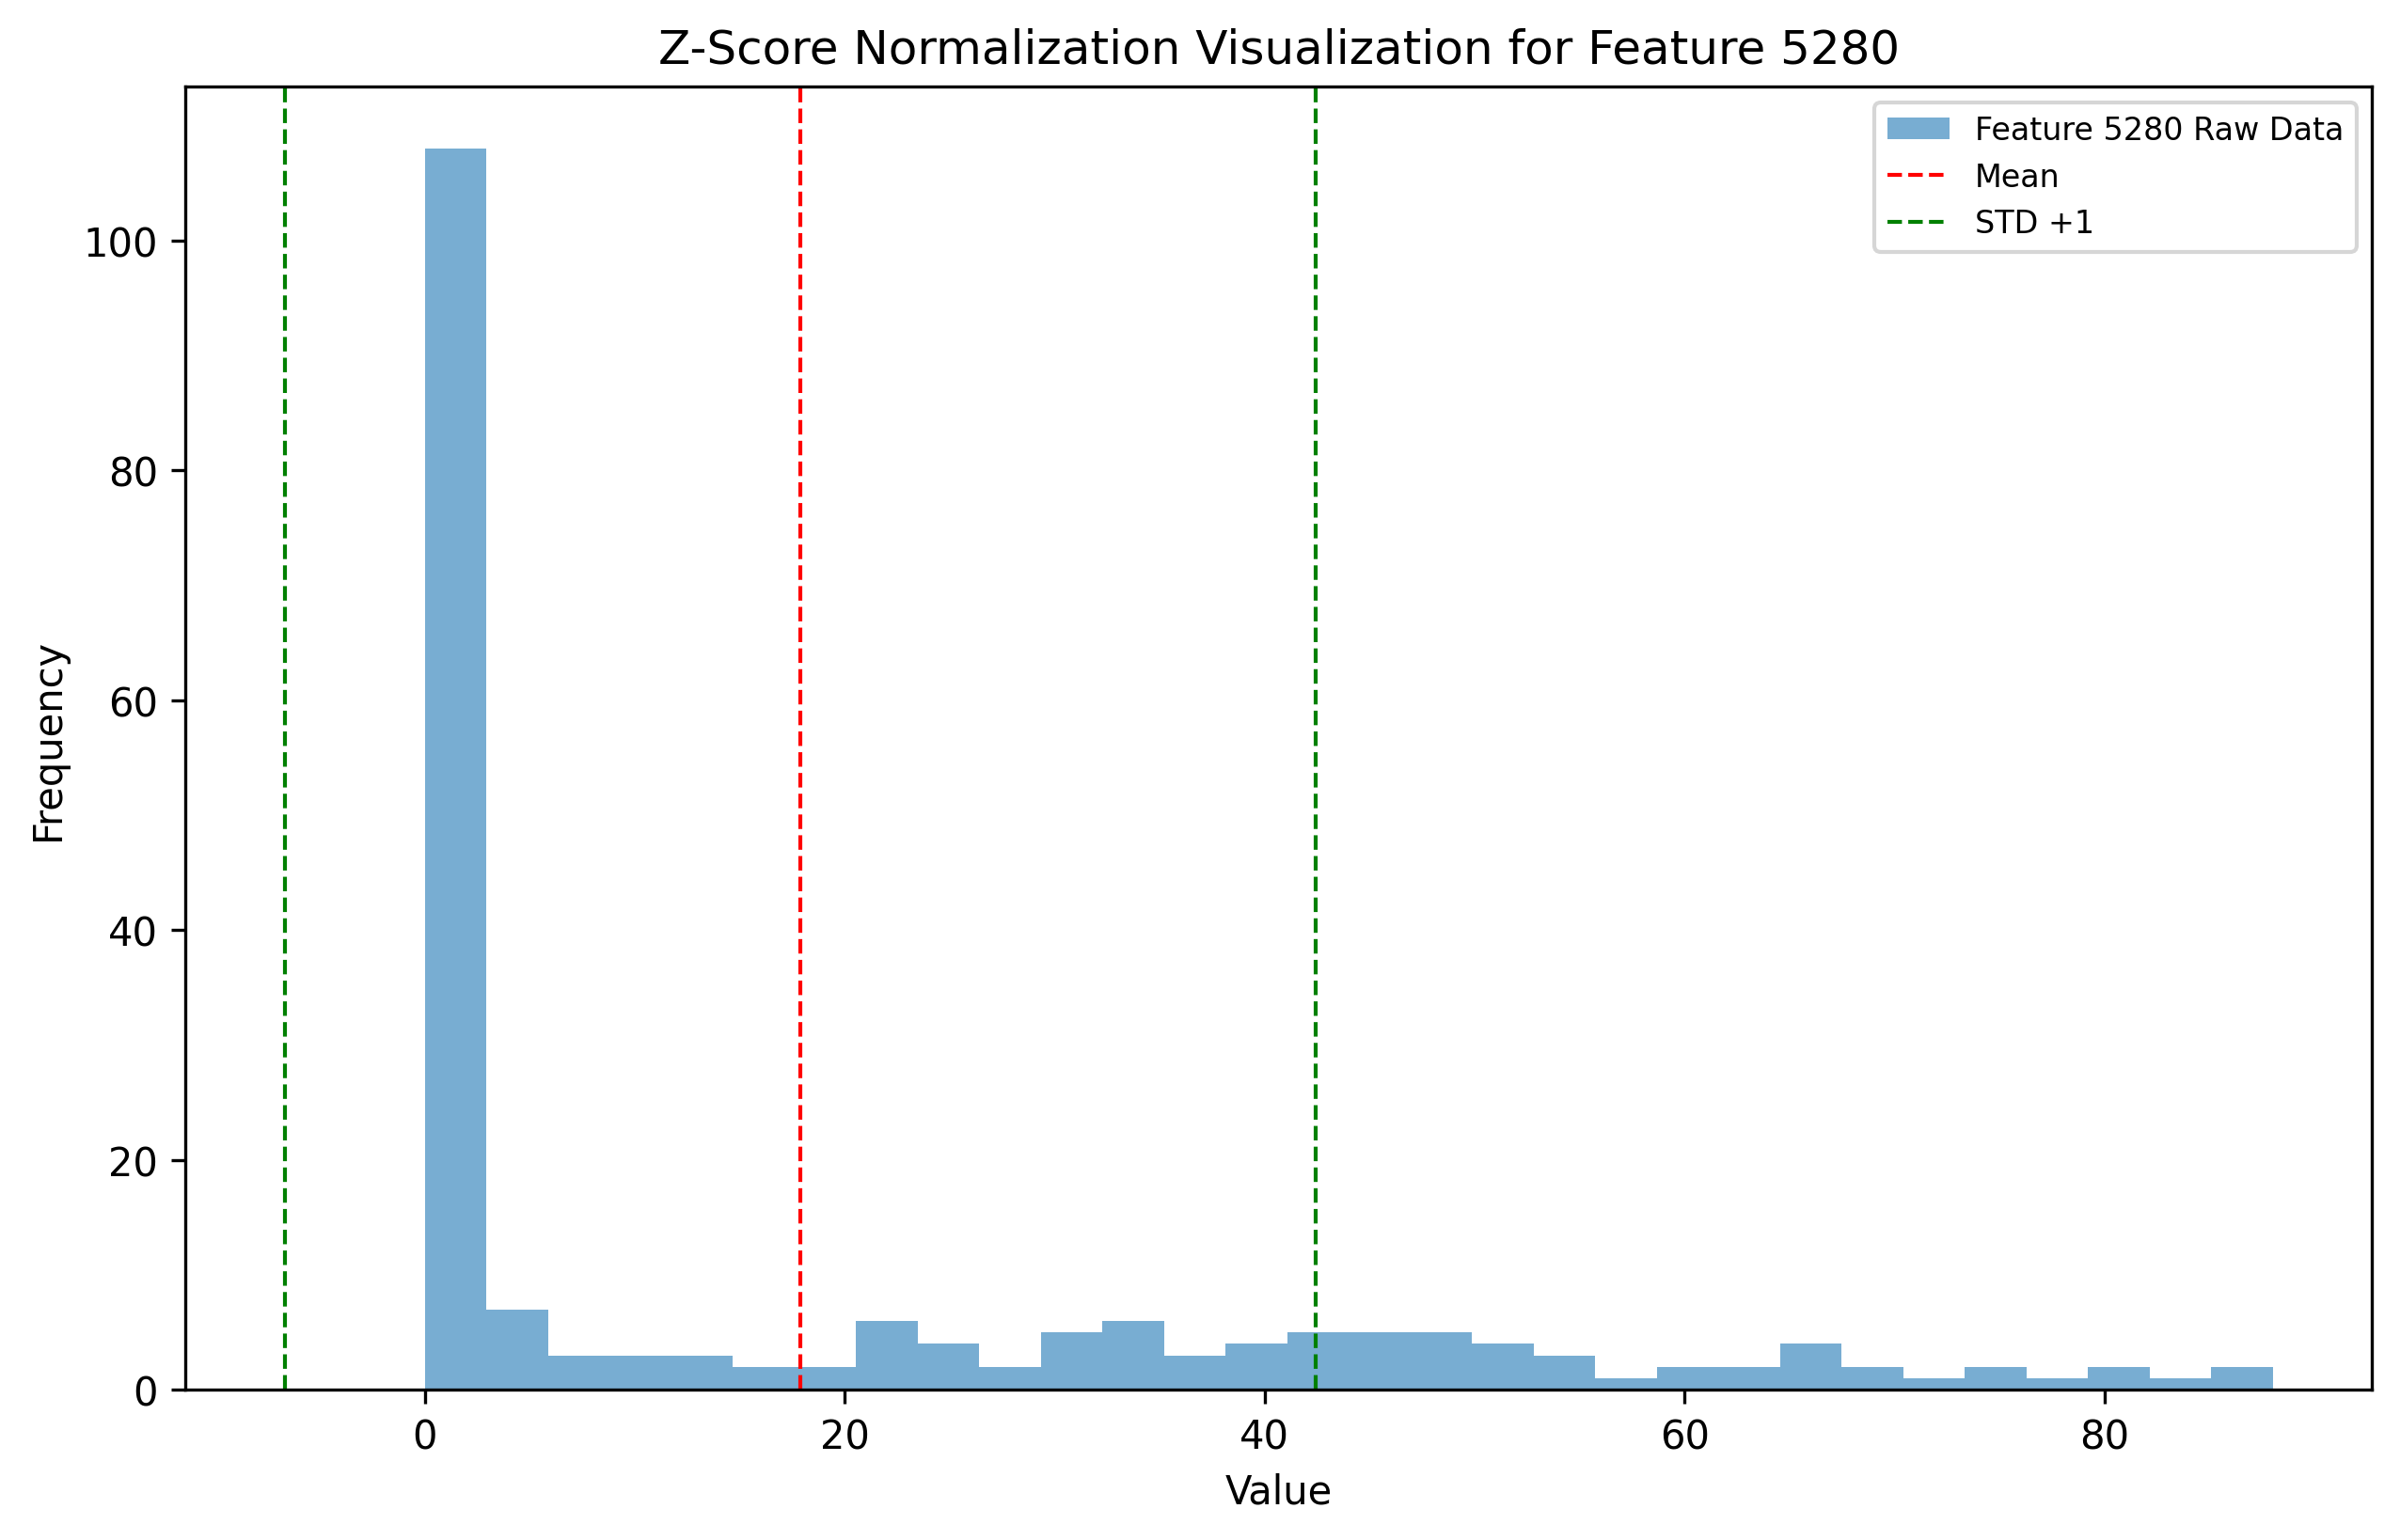 Z-Score Normalization Visualization for Feature 5280
Feature 5280 Raw Data
Mean
STD +1
100
80
60
40
20
0
Frequency
0 20 40 60 80
Value